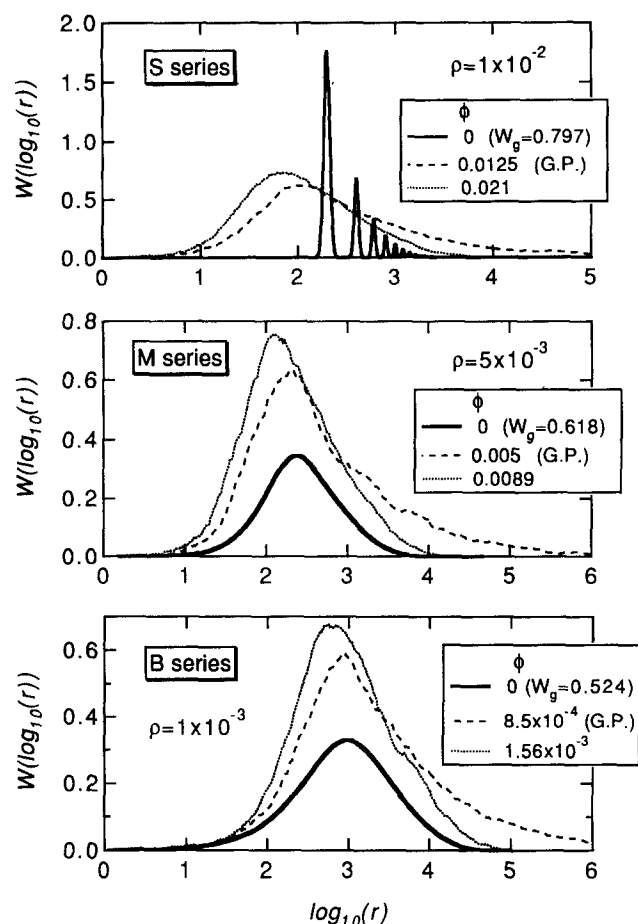 2.0
S series
ρ=1x10⁻²
1.5
ϕ
W(log₁₀(r))
0 (W_g=0.797)
1.0
0.0125 (G.P.)
0.021
0.5
0.0
0 1 2 3 4 5
0.8
M series
ρ=5x10⁻³
0.6
ϕ
W(log₁₀(r))
0 (W_g=0.618)
0.4
0.005 (G.P.)
0.0089
0.2
0.0
0 1 2 3 4 5 6
B series
ϕ
0.6
0 (W_g=0.524)
W(log₁₀(r))
ρ=1x10⁻³
8.5x10⁻⁴ (G.P.)
0.4
1.56x10⁻³
0.2
0.0
0 1 2 3 4 5 6
log₁₀(r)